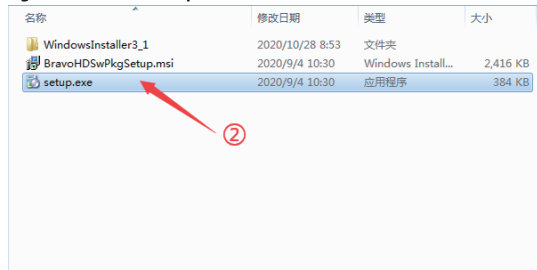 名称 修改日期 类型 大小
WindowsInstaller3_1 2020/10/28 8:53 文件夹
BravoHDSwPkgSetup.msi 2020/9/4 10:30 Windows Install... 2,416 KB
setup.exe 2020/9/4 10:30 应用程序 384 KB
②